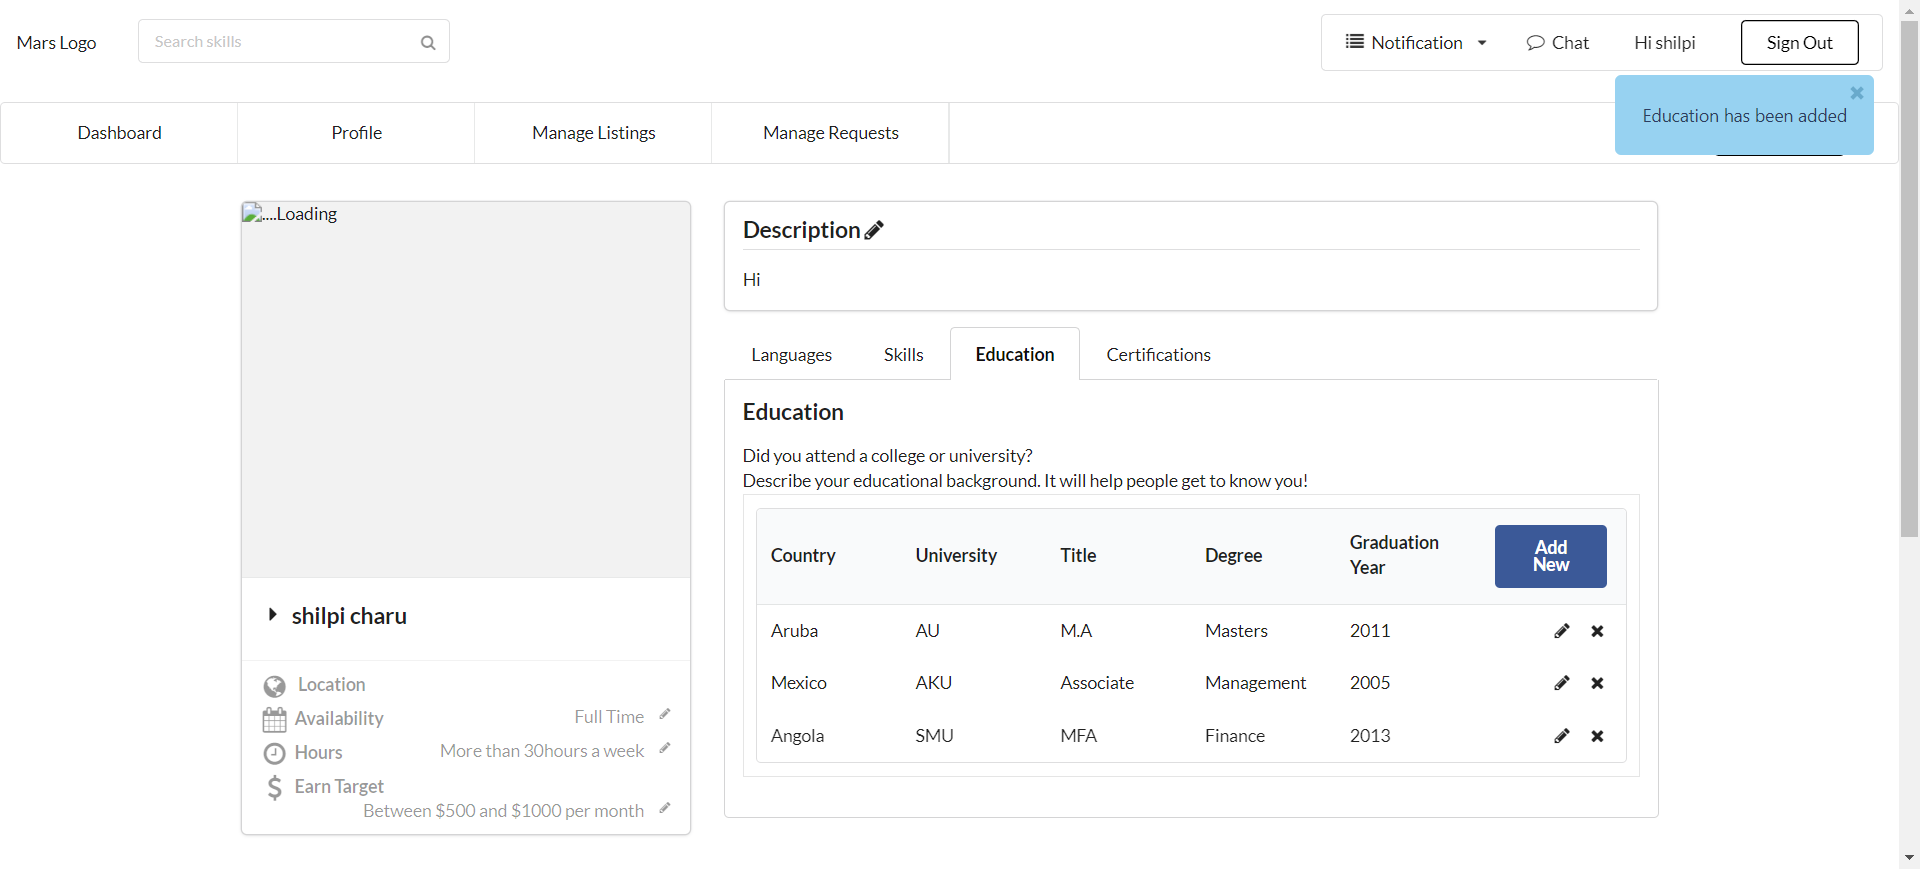 Mars Logo
Search skills
Notification
Chat
Hi shilpi
Sign Out
Education has been added
Dashboard
Profile
Manage Listings
Manage Requests
....Loading
shilpi charu
Location
Availability
Full Time
Hours
More than 30hours a week
Earn Target
Between $500 and $1000 per month
Description
Hi
Languages
Skills
Education
Certifications
Education
Did you attend a college or university?
Describe your educational background. It will help people get to know you!
Country University Title Degree Graduation Year
Add New
Aruba AU M.A Masters 2011
Mexico AKU Associate Management 2005
Angola SMU MFA Finance 2013